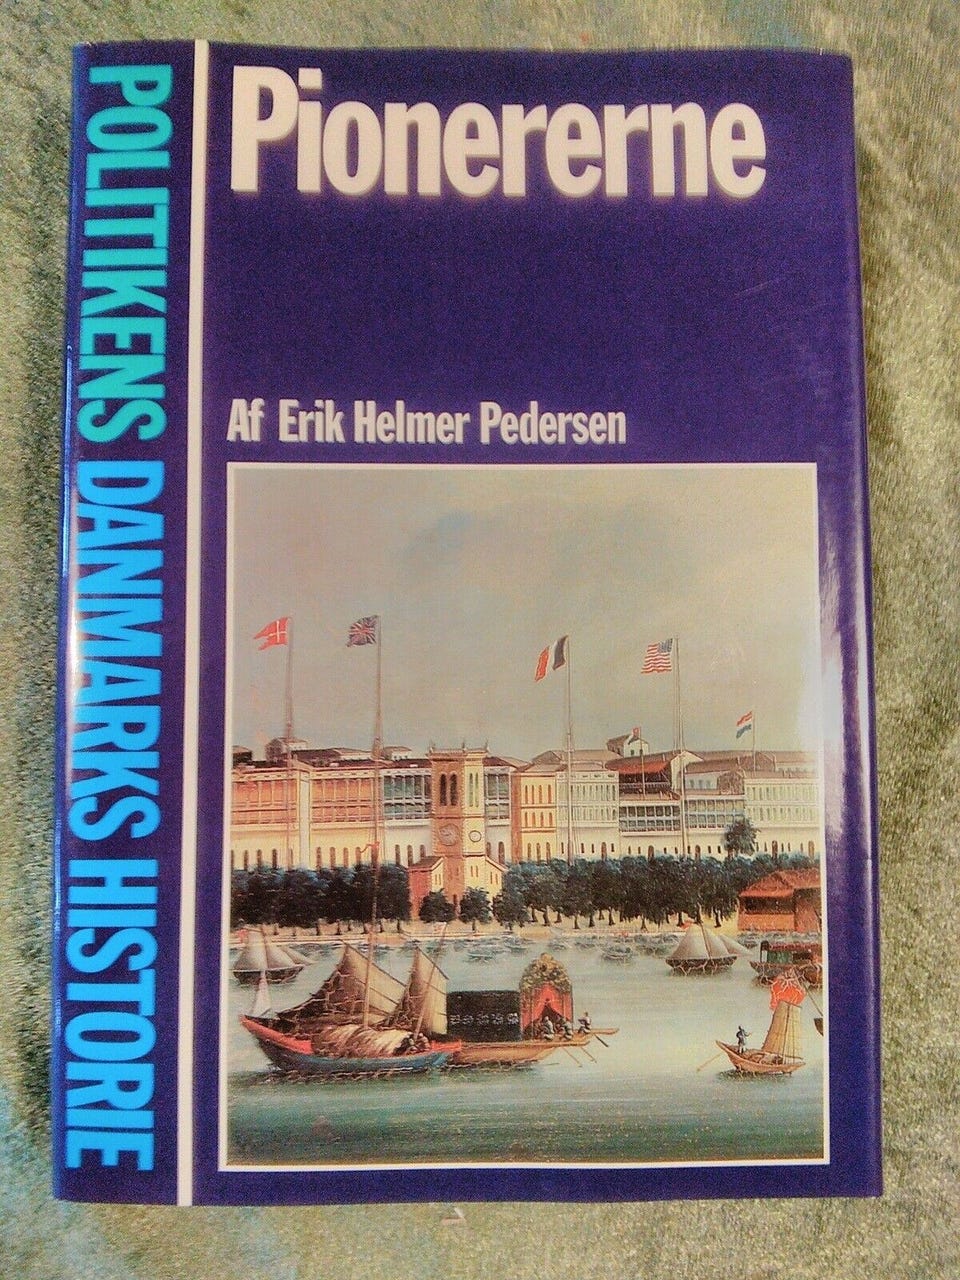 Pionererne
Af Erik Helmer Pedersen
POLITIKENS DANMARKS HISTORIE